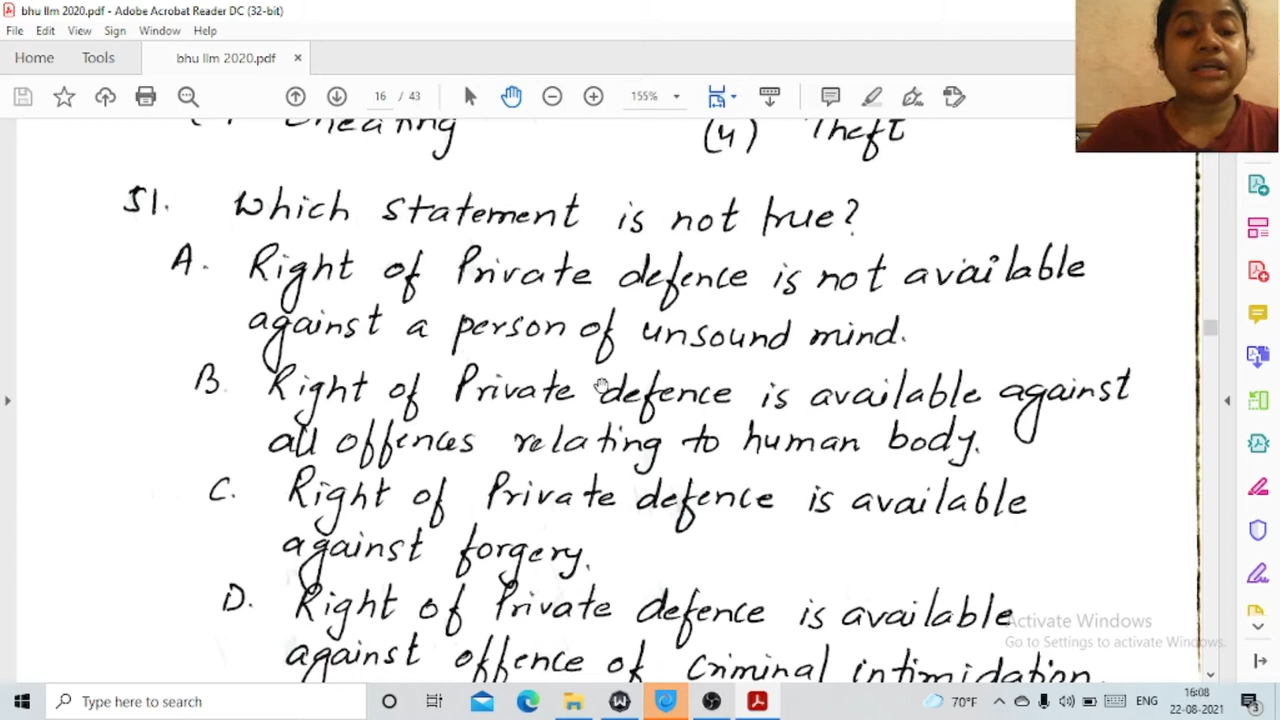 bhu llm 2020.pdf - Adobe Acrobat Reader DC (32-bit)
File Edit View Sign Window Help
Home Tools bhu llm 2020.pdf ×
16 / 43 155%
Cheating (4) Theft
51. Which statement is not true?
A. Right of Private defence is not available
against a person of unsound mind.
B. Right of Private defence is available against
all offences relating to human body.
C. Right of Private defence is available
against forgery.
D. Right of Private defence is available
against offence of Criminal intimidation.
Activate Windows
Go to Settings to activate Windows.
Type here to search 70°F ENG 16:08
22-08-2021 3